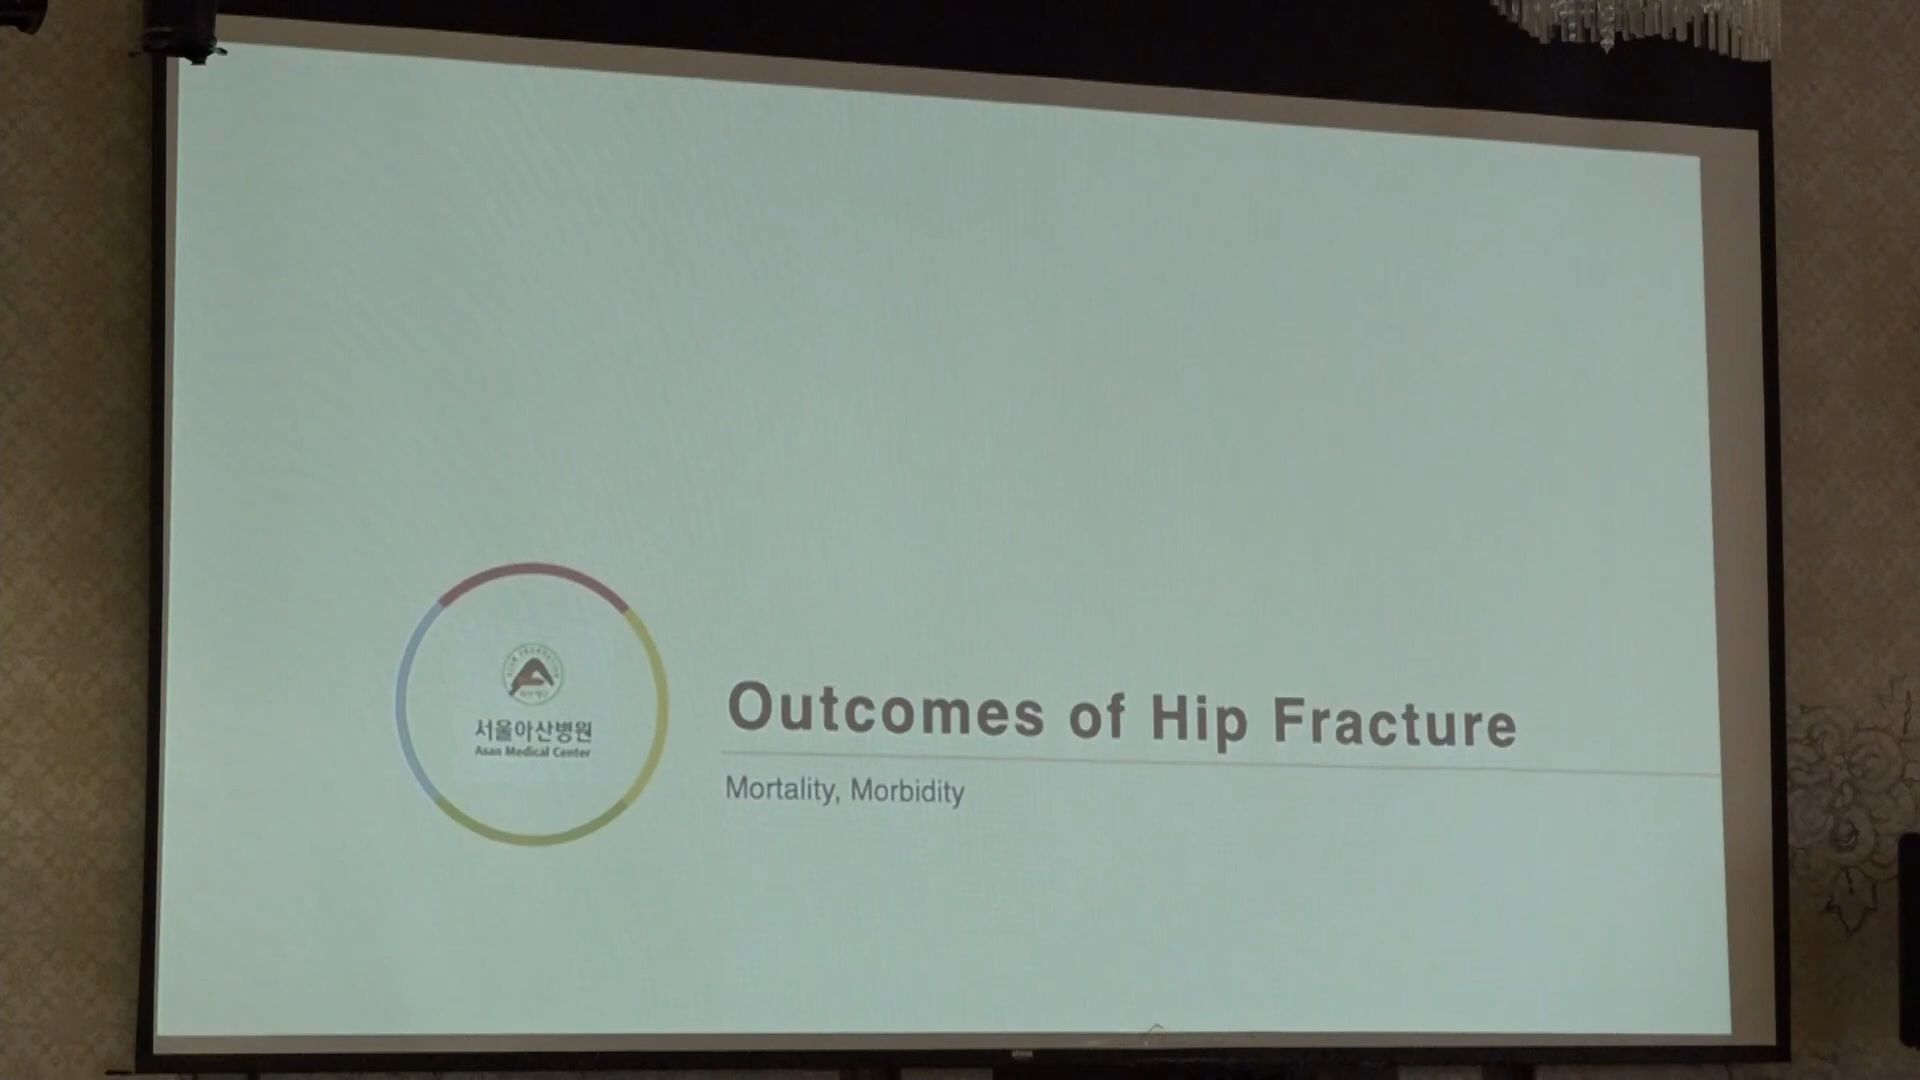 서울아산병원
Asan Medical Center
Outcomes of Hip Fracture
Mortality, Morbidity